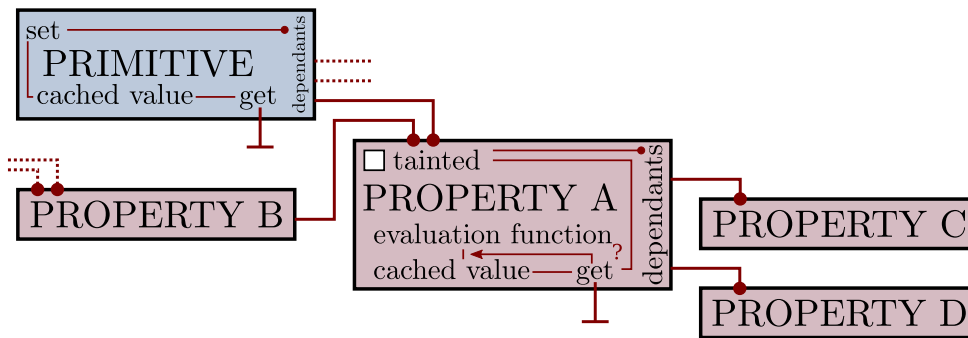 set
PRIMITIVE
cached value get
dependants
PROPERTY B
tainted
PROPERTY A
evaluation function
?
cached value get
dependants
PROPERTY C
PROPERTY D